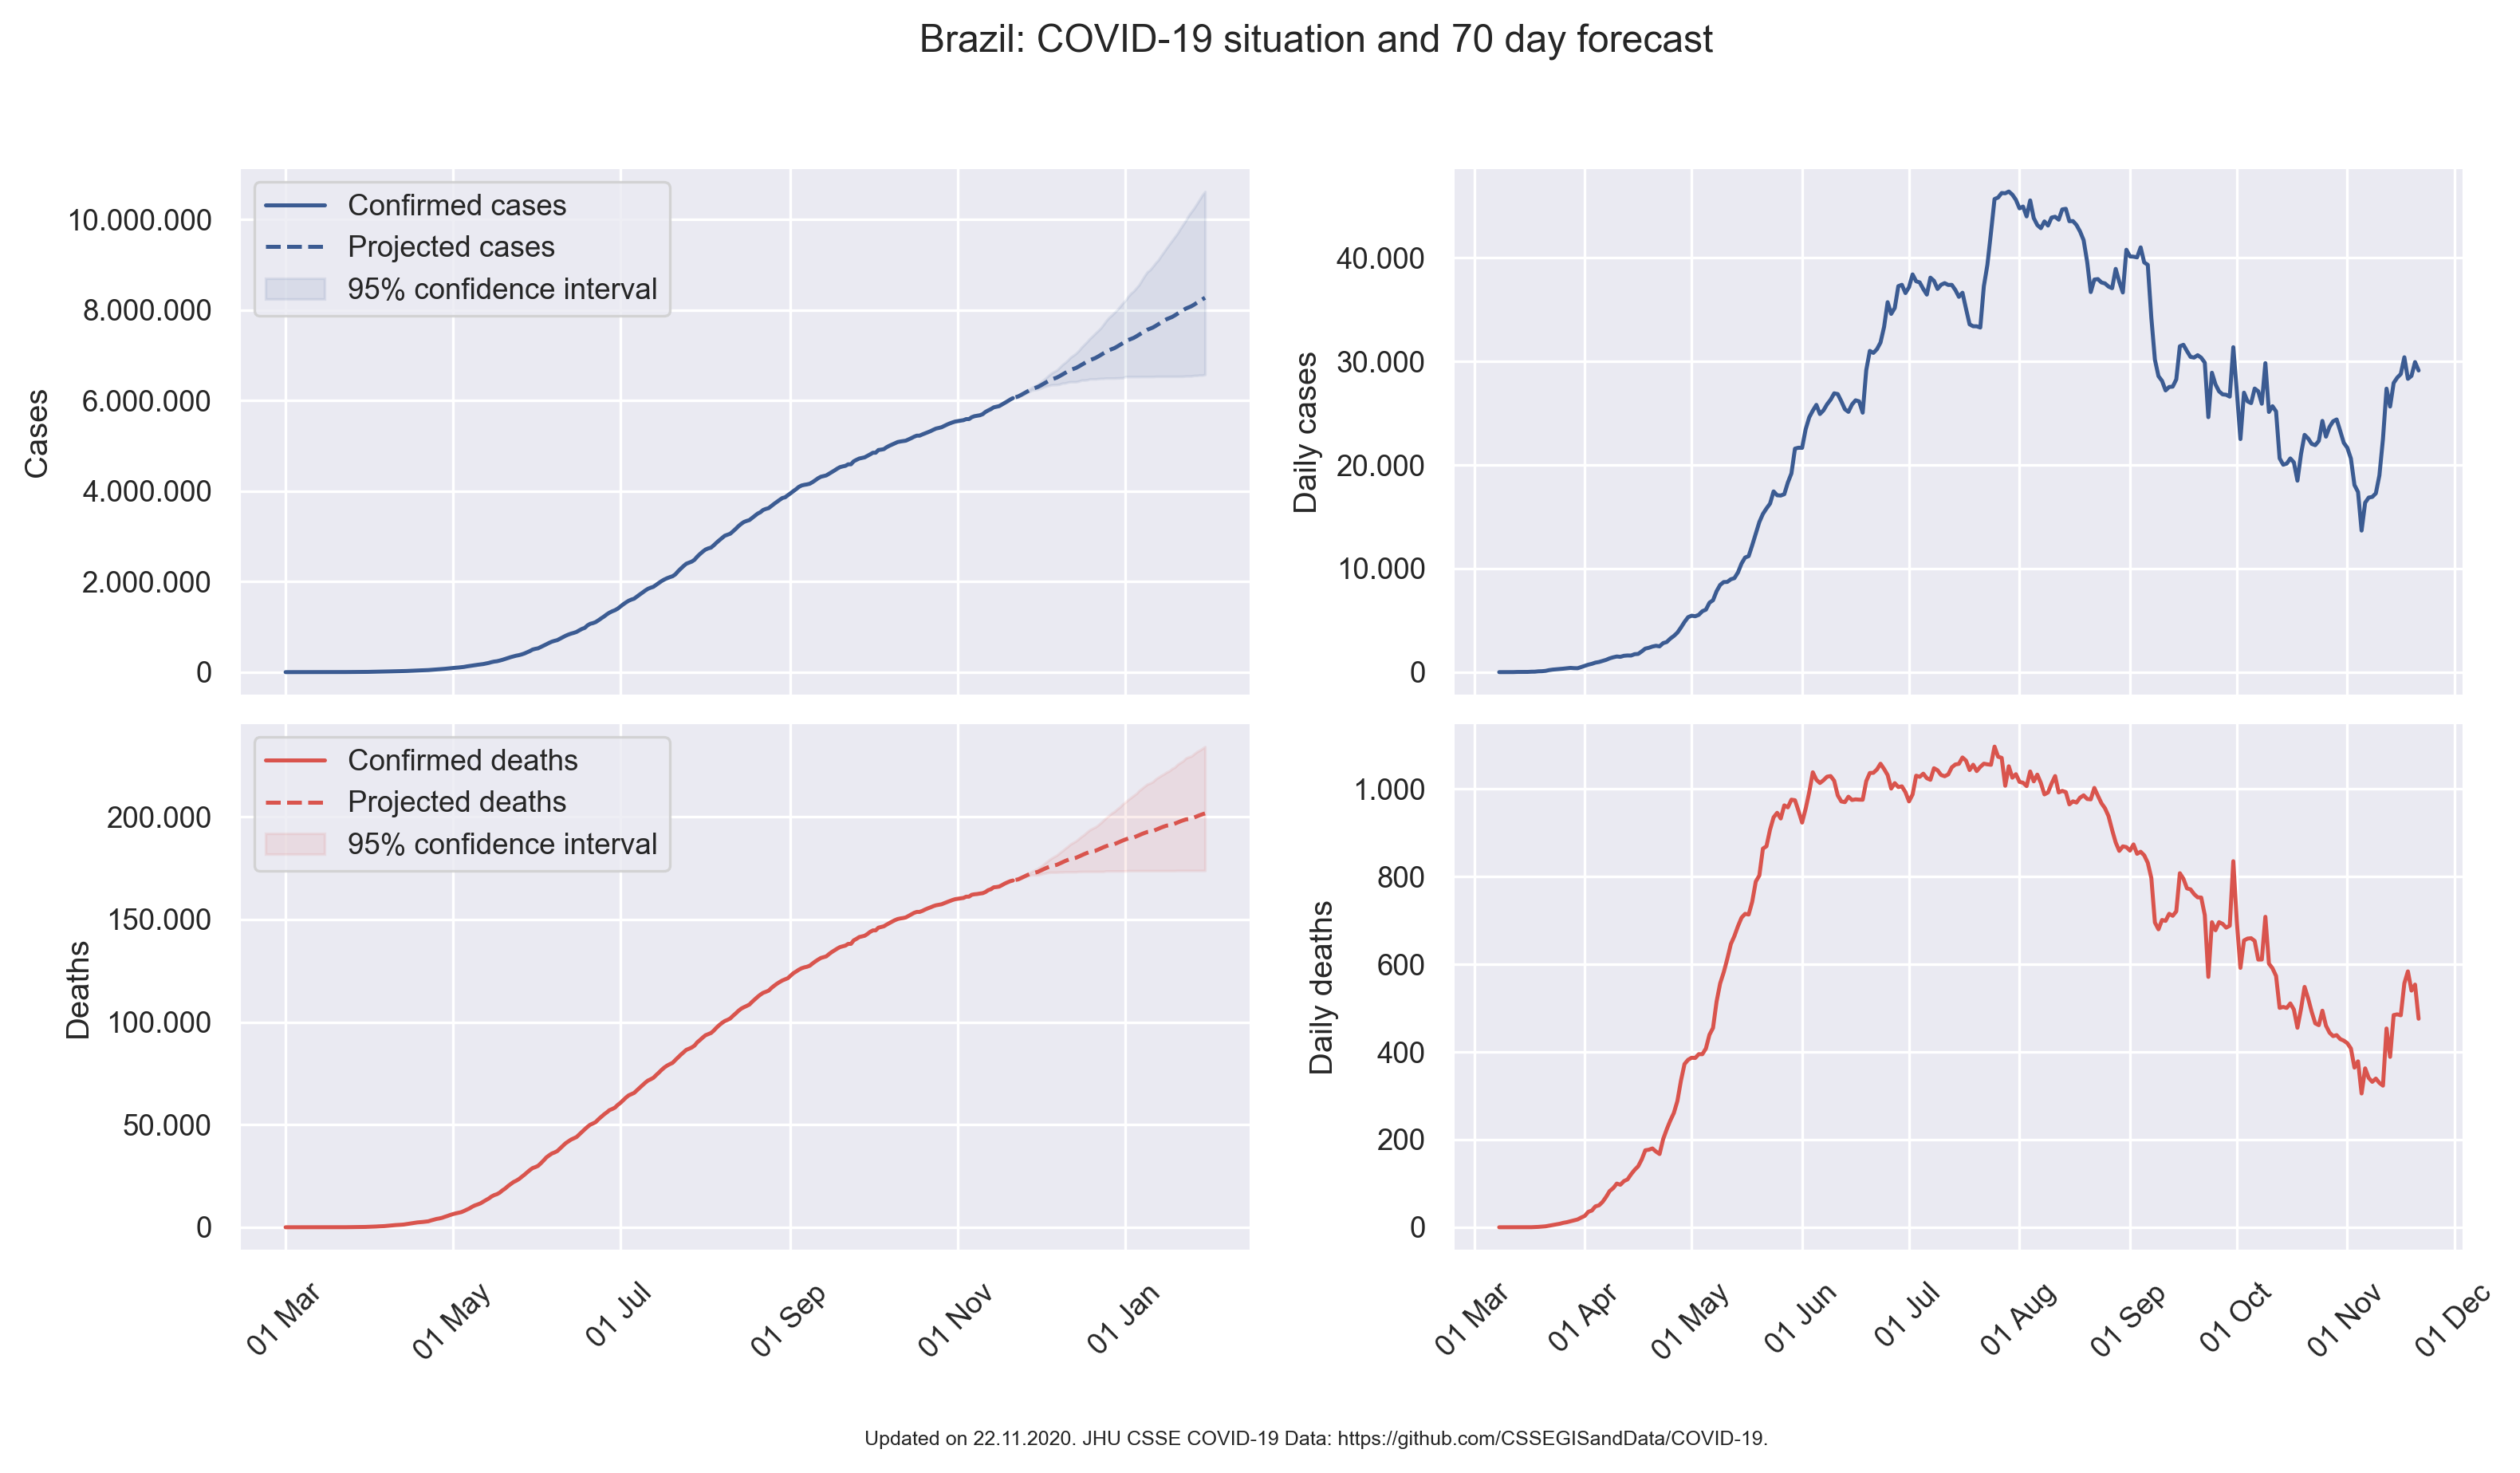 Brazil: COVID-19 situation and 70 day forecast
Confirmed cases
Projected cases
95% confidence interval
10.000.000
8.000.000
6.000.000
4.000.000
2.000.000
0
Cases
40.000
30.000
20.000
10.000
0
Daily cases
Confirmed deaths
Projected deaths
95% confidence interval
200.000
150.000
100.000
50.000
0
Deaths
01 Mar
01 May
01 Jul
01 Sep
01 Nov
01 Jan
1.000
800
600
400
200
0
Daily deaths
01 Mar
01 Apr
01 May
01 Jun
01 Jul
01 Aug
01 Sep
01 Oct
01 Nov
01 Dec
Updated on 22.11.2020. JHU CSSE COVID-19 Data: https://github.com/CSSEGISandData/COVID-19.